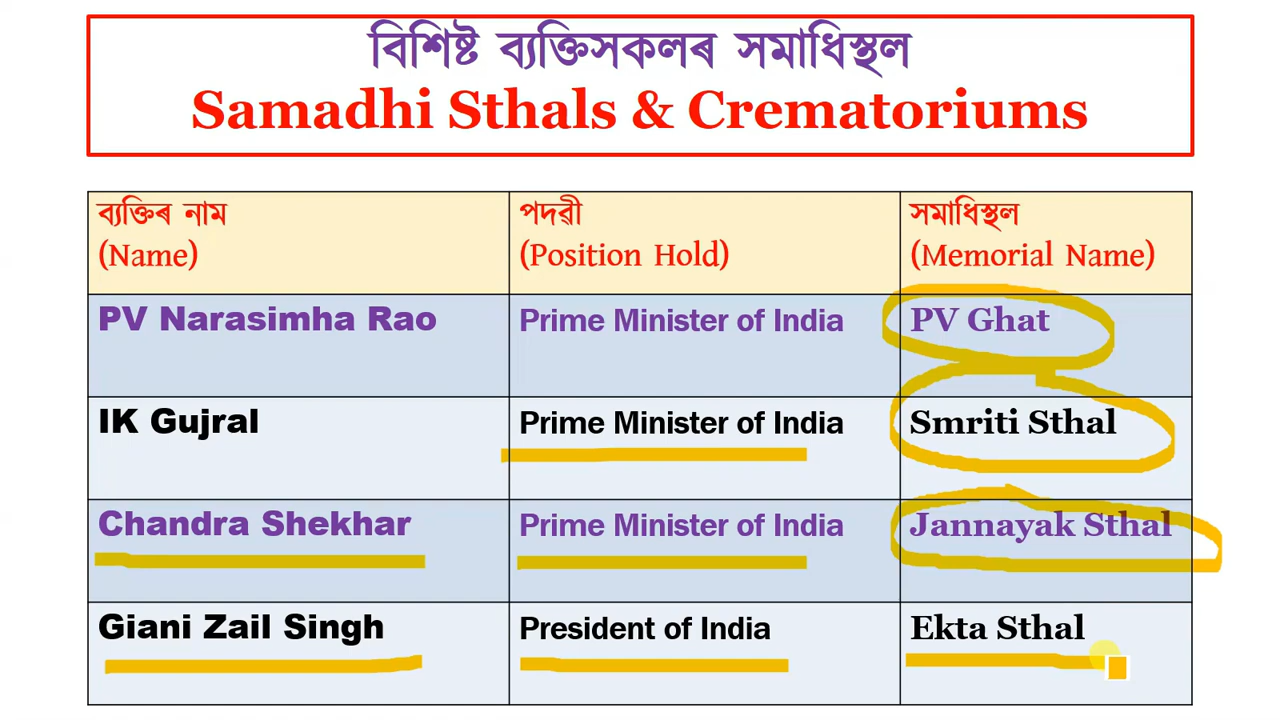 বিশিষ্ট ব্যক্তিসকলৰ সমাধিস্থল
Samadhi Sthals & Crematoriums
ব্যক্তিৰ নাম
(Name)
পদৱী
(Position Hold)
সমাধিস্থল
(Memorial Name)
PV Narasimha Rao
Prime Minister of India
PV Ghat
IK Gujral
Prime Minister of India
Smriti Sthal
Chandra Shekhar
Prime Minister of India
Jannayak Sthal
Giani Zail Singh
President of India
Ekta Sthal